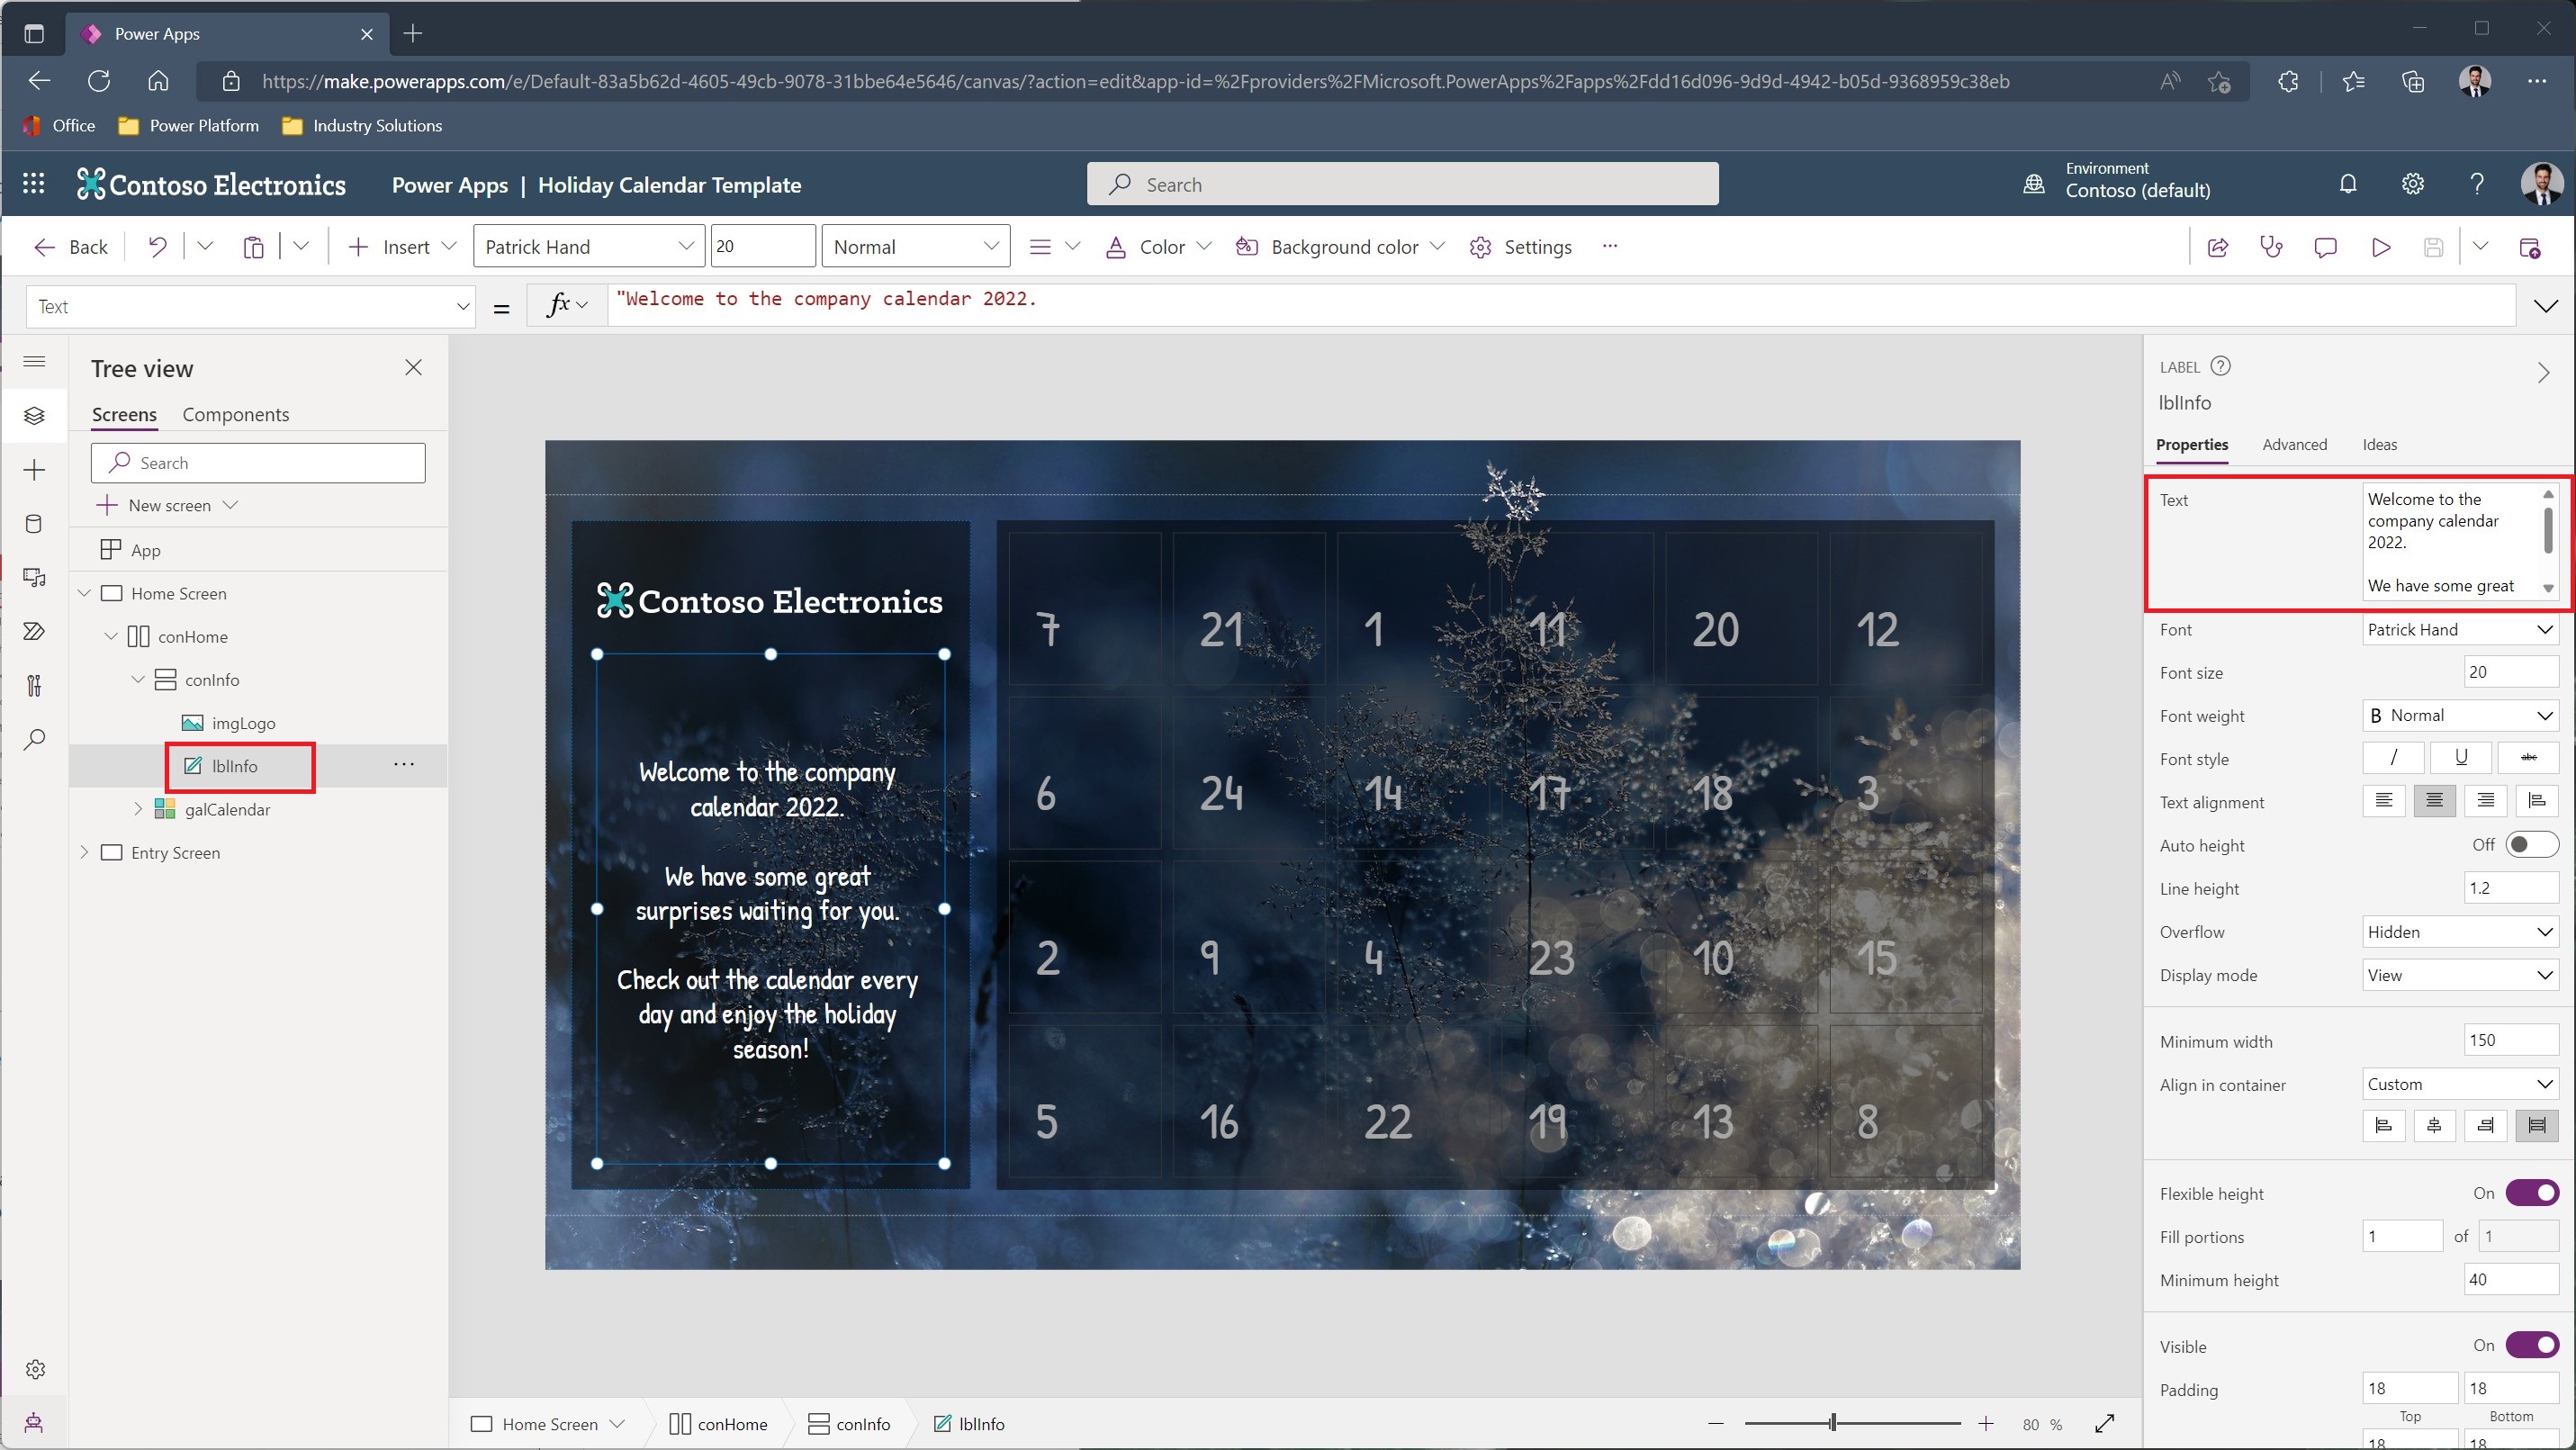 Power Apps
https://make.powerapps.com/e/Default-83a5b62d-4605-49cb-9078-31bbe64e5646/canvas/?action=edit&app-id=%2Fproviders%2FMicrosoft.PowerApps%2Fapps%2Fdd16d096-9d9d-4942-b05d-9368959c38eb
Office Power Platform Industry Solutions
Contoso Electronics Power Apps | Holiday Calendar Template Search Environment
Contoso (default)
Back Insert Patrick Hand 20 Normal Color Background color Settings
Text = fx "Welcome to the company calendar 2022.
Tree view
Screens Components
Search
New screen
App
Home Screen
conHome
conInfo
imgLogo
lblInfo
galCalendar
Entry Screen
Contoso Electronics
Welcome to the company
calendar 2022.
We have some great
surprises waiting for you.
Check out the calendar every
day and enjoy the holiday
season!
7 21 1 11 20 12
6 24 14 17 18 3
2 9 4 23 10 15
5 16 22 19 13 8
LABEL
lblInfo
Properties Advanced Ideas
Text Welcome to the
company calendar
2022.
We have some great
Font Patrick Hand
Font size 20
Font weight B Normal
Font style / U abc
Text alignment
Auto height Off
Line height 1.2
Overflow Hidden
Display mode View
Minimum width 150
Align in container Custom
Flexible height On
Fill portions 1 of 1
Minimum height 40
Visible On
Padding 18 18
Top Bottom
18 18
Home Screen conHome conInfo lblInfo 80 %